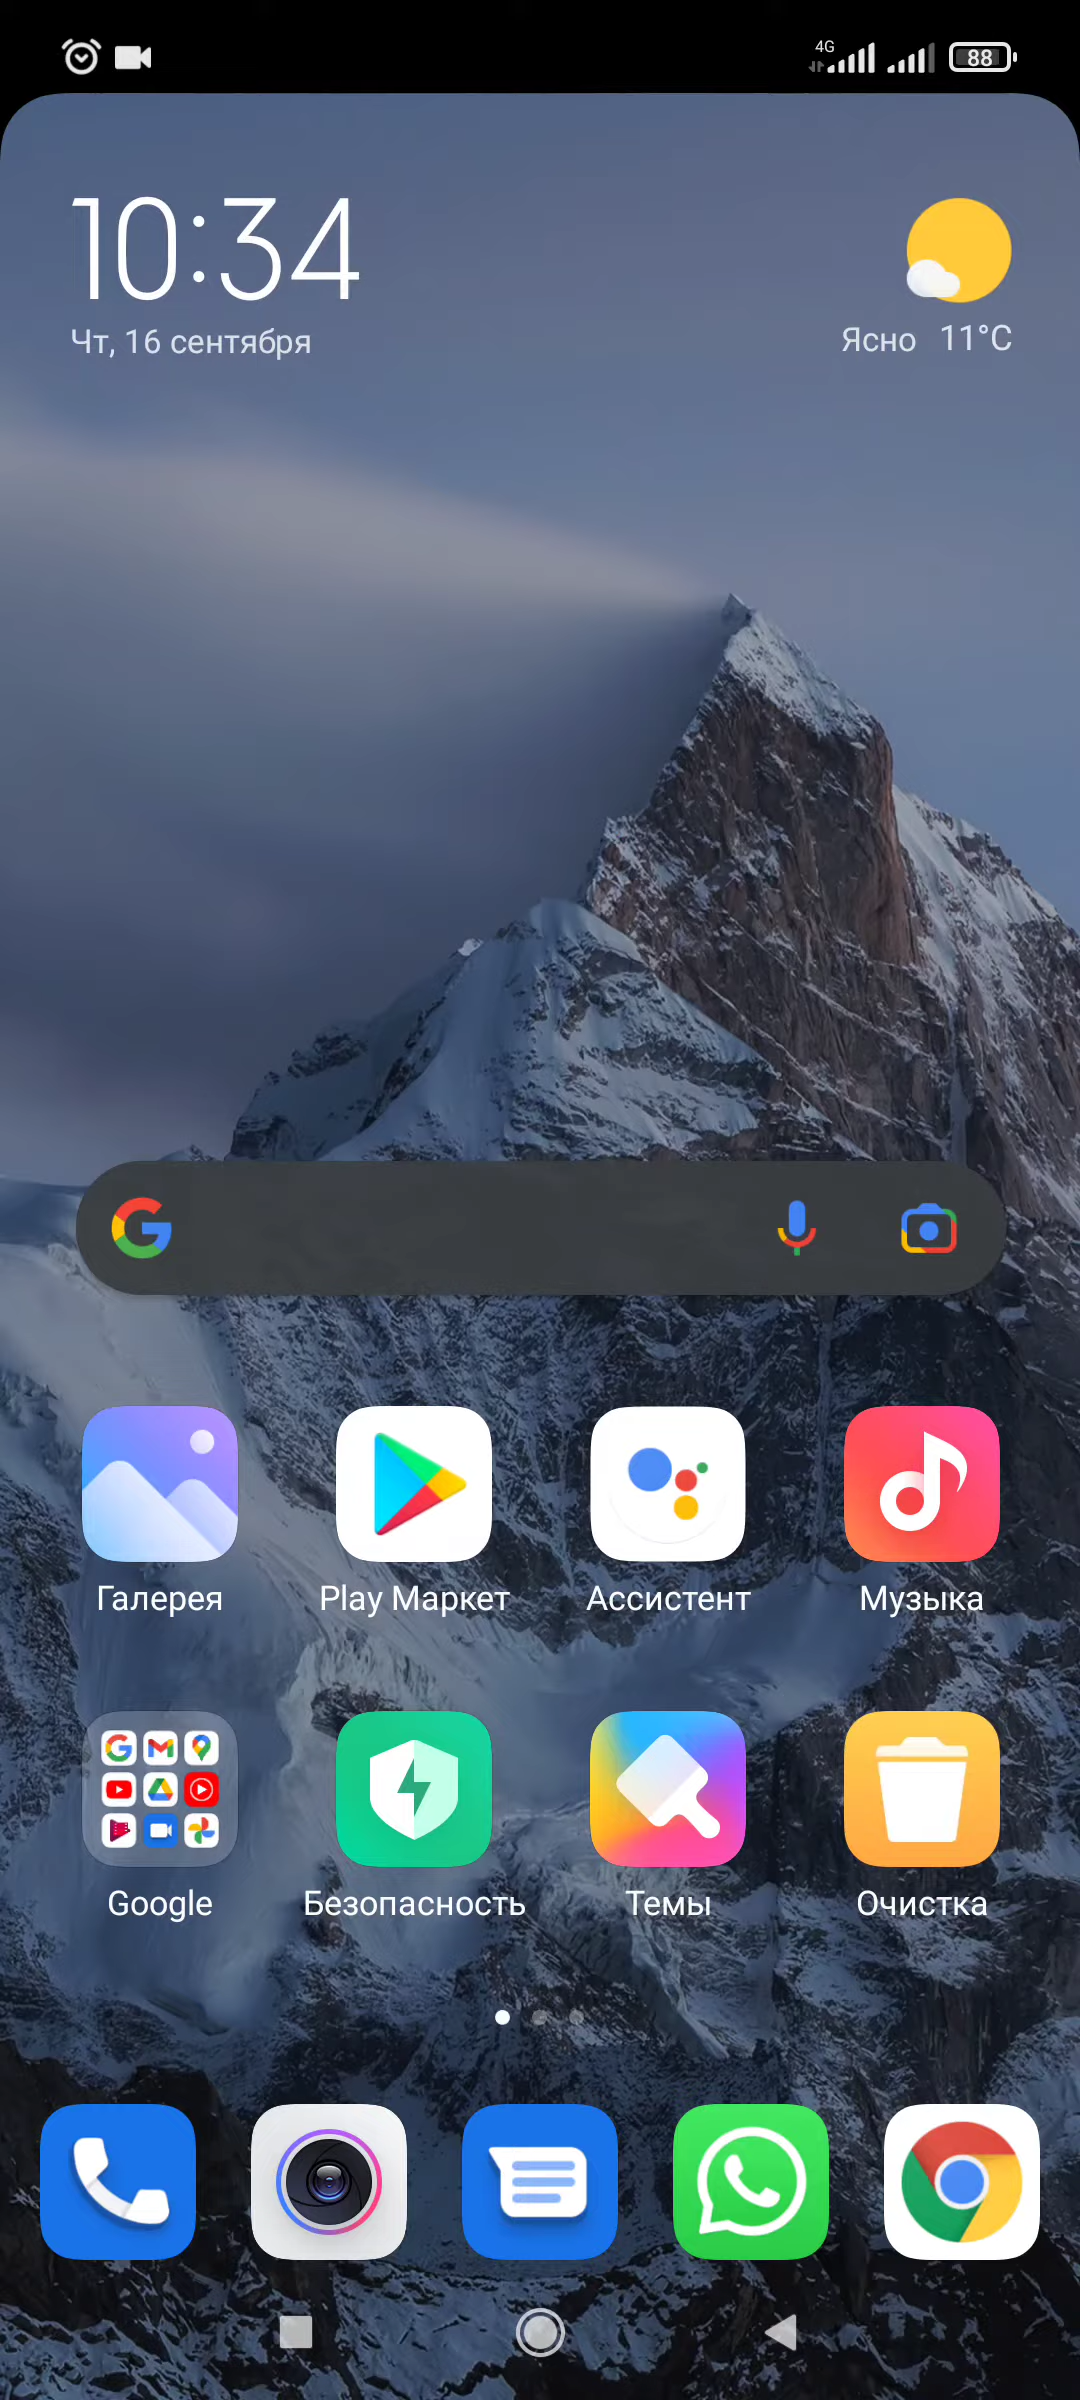 4G
88
10:34
Чт, 16 сентября
Ясно 11°C
Галерея
Play Маркет
Ассистент
Музыка
Google
Безопасность
Темы
Очистка